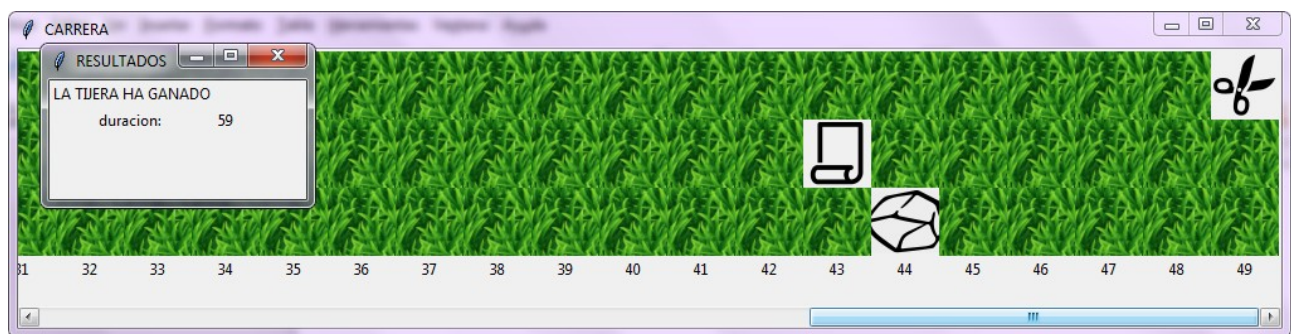 CARRERA
RESULTADOS
LA TIJERA HA GANADO
duracion: 59
31 32 33 34 35 36 37 38 39 40 41 42 43 44 45 46 47 48 49